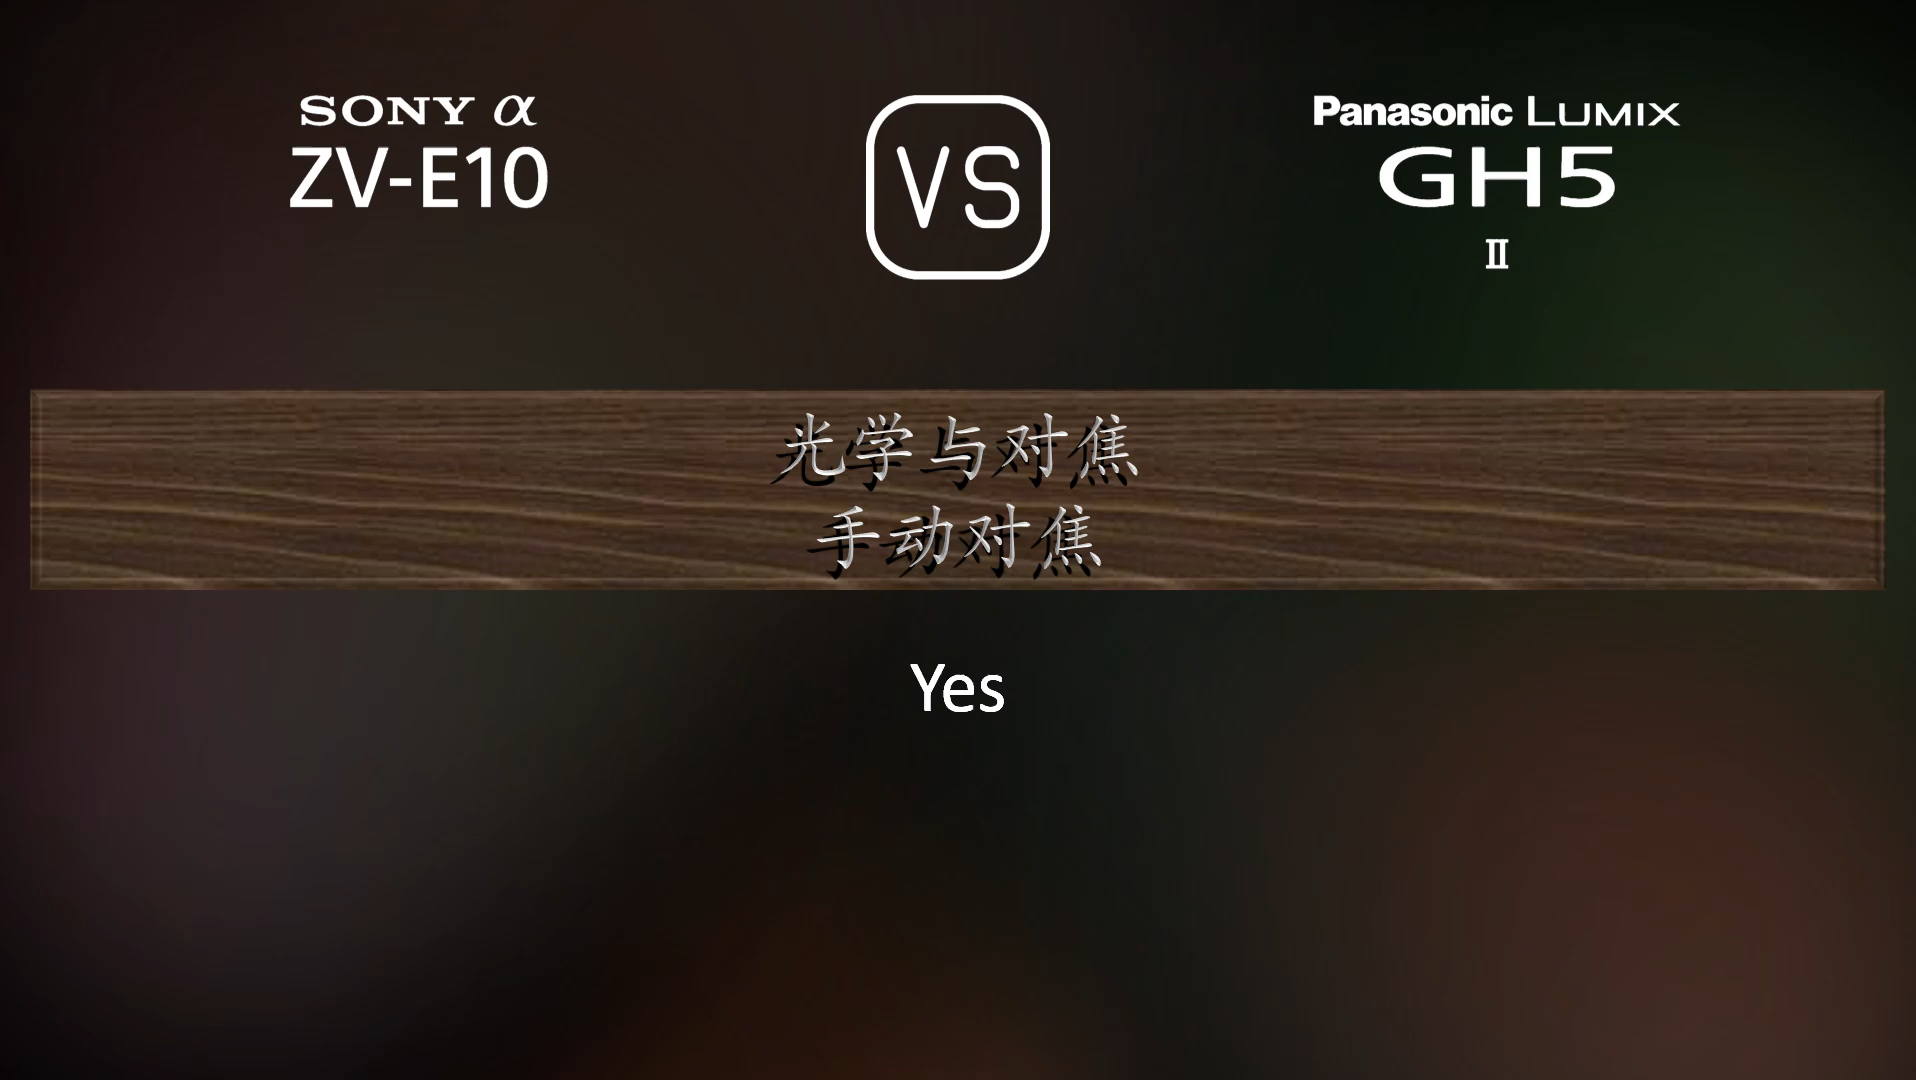 SONY α
ZV-E10
VS
Panasonic LUMIX
GH5
II
光学与对焦
手动对焦
Yes